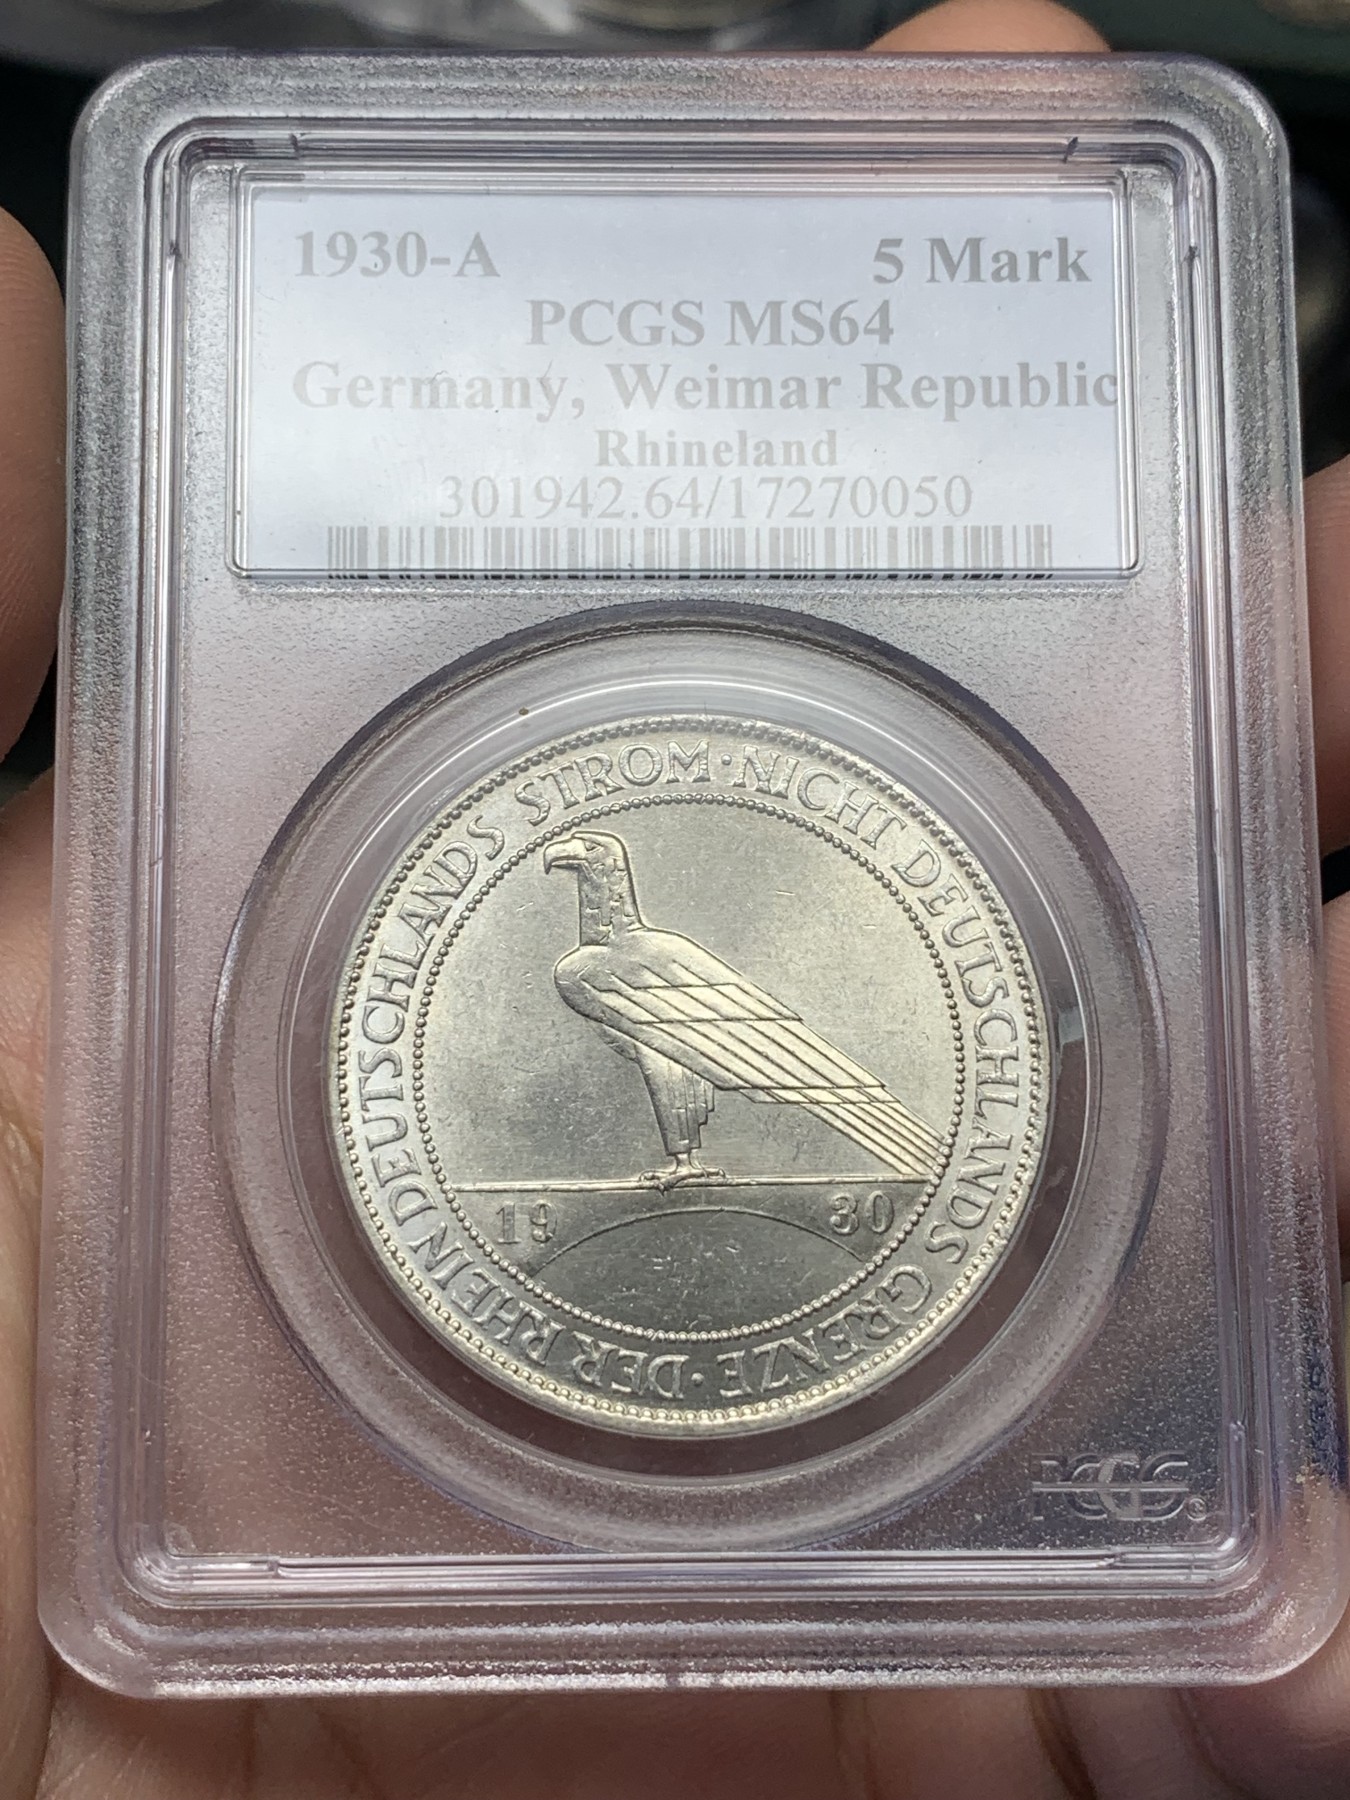 1930-A 5 Mark
PCGS MS64
Germany, Weimar Republic
Rhineland
301942.64/17270050
DER RHEIN DEUTSCHLANDS STROM · NICHT DEUTSCHLANDS GRENZE ·
19 30
PCGS